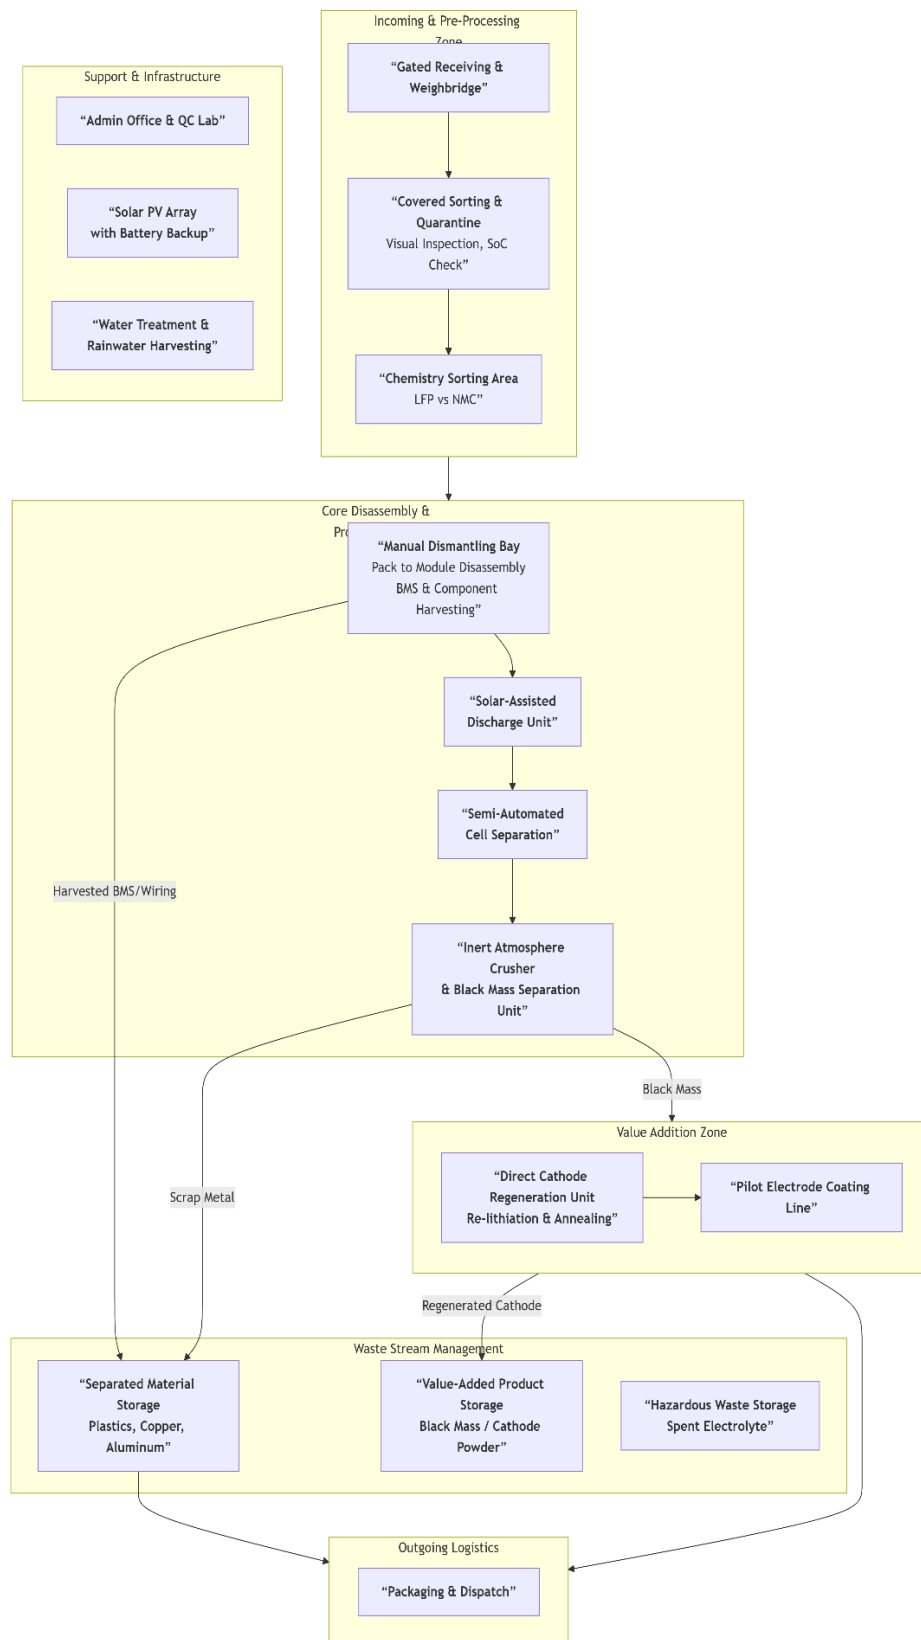 Incoming & Pre-Processing
Zone
“Gated Receiving &
Weighbridge”
“Covered Sorting &
Quarantine
Visual Inspection, SoC
Check”
“Chemistry Sorting Area
LFP vs NMC”
Support & Infrastructure
“Admin Office & QC Lab”
“Solar PV Array
with Battery Backup”
“Water Treatment &
Rainwater Harvesting”
Core Disassembly &
“Manual Dismantling Bay
Pack to Module Disassembly
BMS & Component
Harvesting”
“Solar-Assisted
Discharge Unit”
“Semi-Automated
Cell Separation”
Harvested BMS/Wiring
“Inert Atmosphere
Crusher
& Black Mass Separation
Unit”
Black Mass
Scrap Metal
Value Addition Zone
“Direct Cathode
Regeneration Unit
Re-lithiation & Annealing”
“Pilot Electrode Coating
Line”
Regenerated Cathode
Waste Stream Management
“Separated Material
Storage
Plastics, Copper,
Aluminum”
“Value-Added Product
Storage
Black Mass / Cathode
Powder”
“Hazardous Waste Storage
Spent Electrolyte”
Outgoing Logistics
“Packaging & Dispatch”